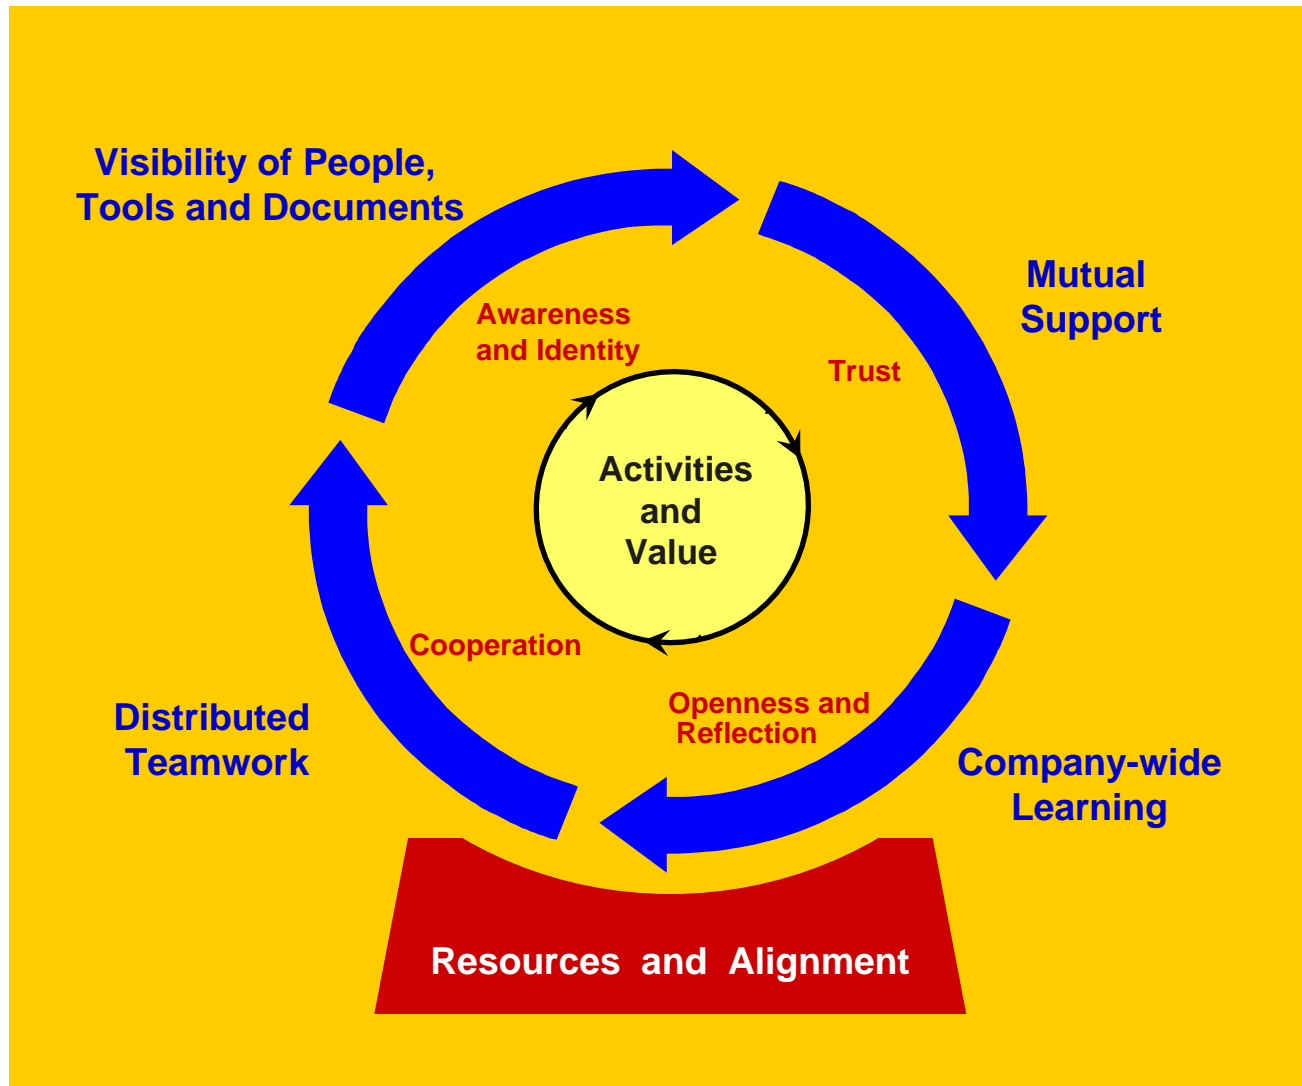 Visibility of People,
Tools and Documents
Mutual
Support
Awareness
and Identity
Trust
Activities
and
Value
Cooperation
Openness and
Reflection
Distributed
Teamwork
Company-wide
Learning
Resources and Alignment